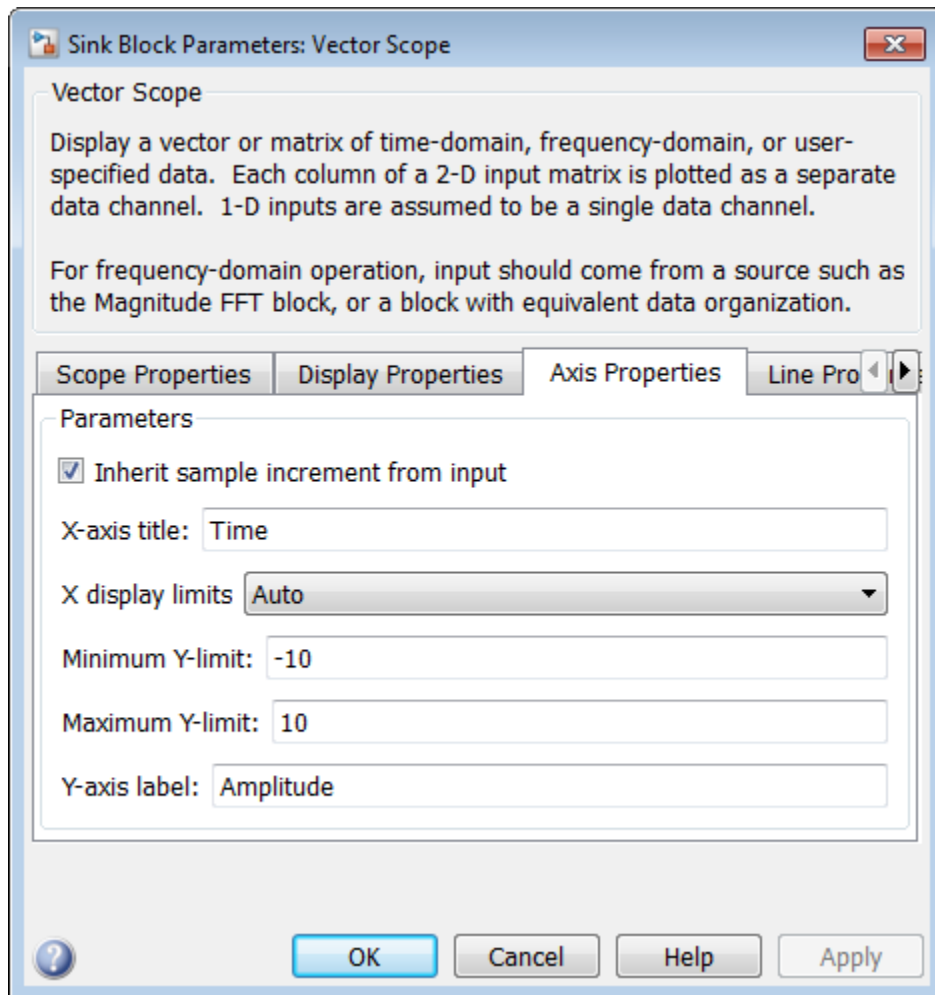 Sink Block Parameters: Vector Scope
Vector Scope
Display a vector or matrix of time-domain, frequency-domain, or user-
specified data. Each column of a 2-D input matrix is plotted as a separate
data channel. 1-D inputs are assumed to be a single data channel.
For frequency-domain operation, input should come from a source such as
the Magnitude FFT block, or a block with equivalent data organization.
Scope Properties Display Properties Axis Properties Line
Parameters
Inherit sample increment from input
X-axis title: Time
X display limits Auto
Minimum Y-limit: -10
Maximum Y-limit: 10
Y-axis label: Amplitude
OK Cancel Help Apply